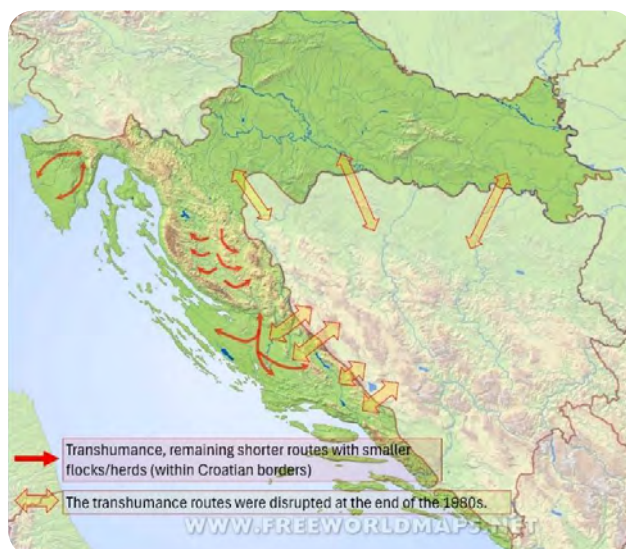 Transhumance, remaining shorter routes with smaller
flocks/herds (within Croatian borders)
The transhumance routes were disrupted at the end of the 1980s.
WWW.FREEWORLDMAPS.NET